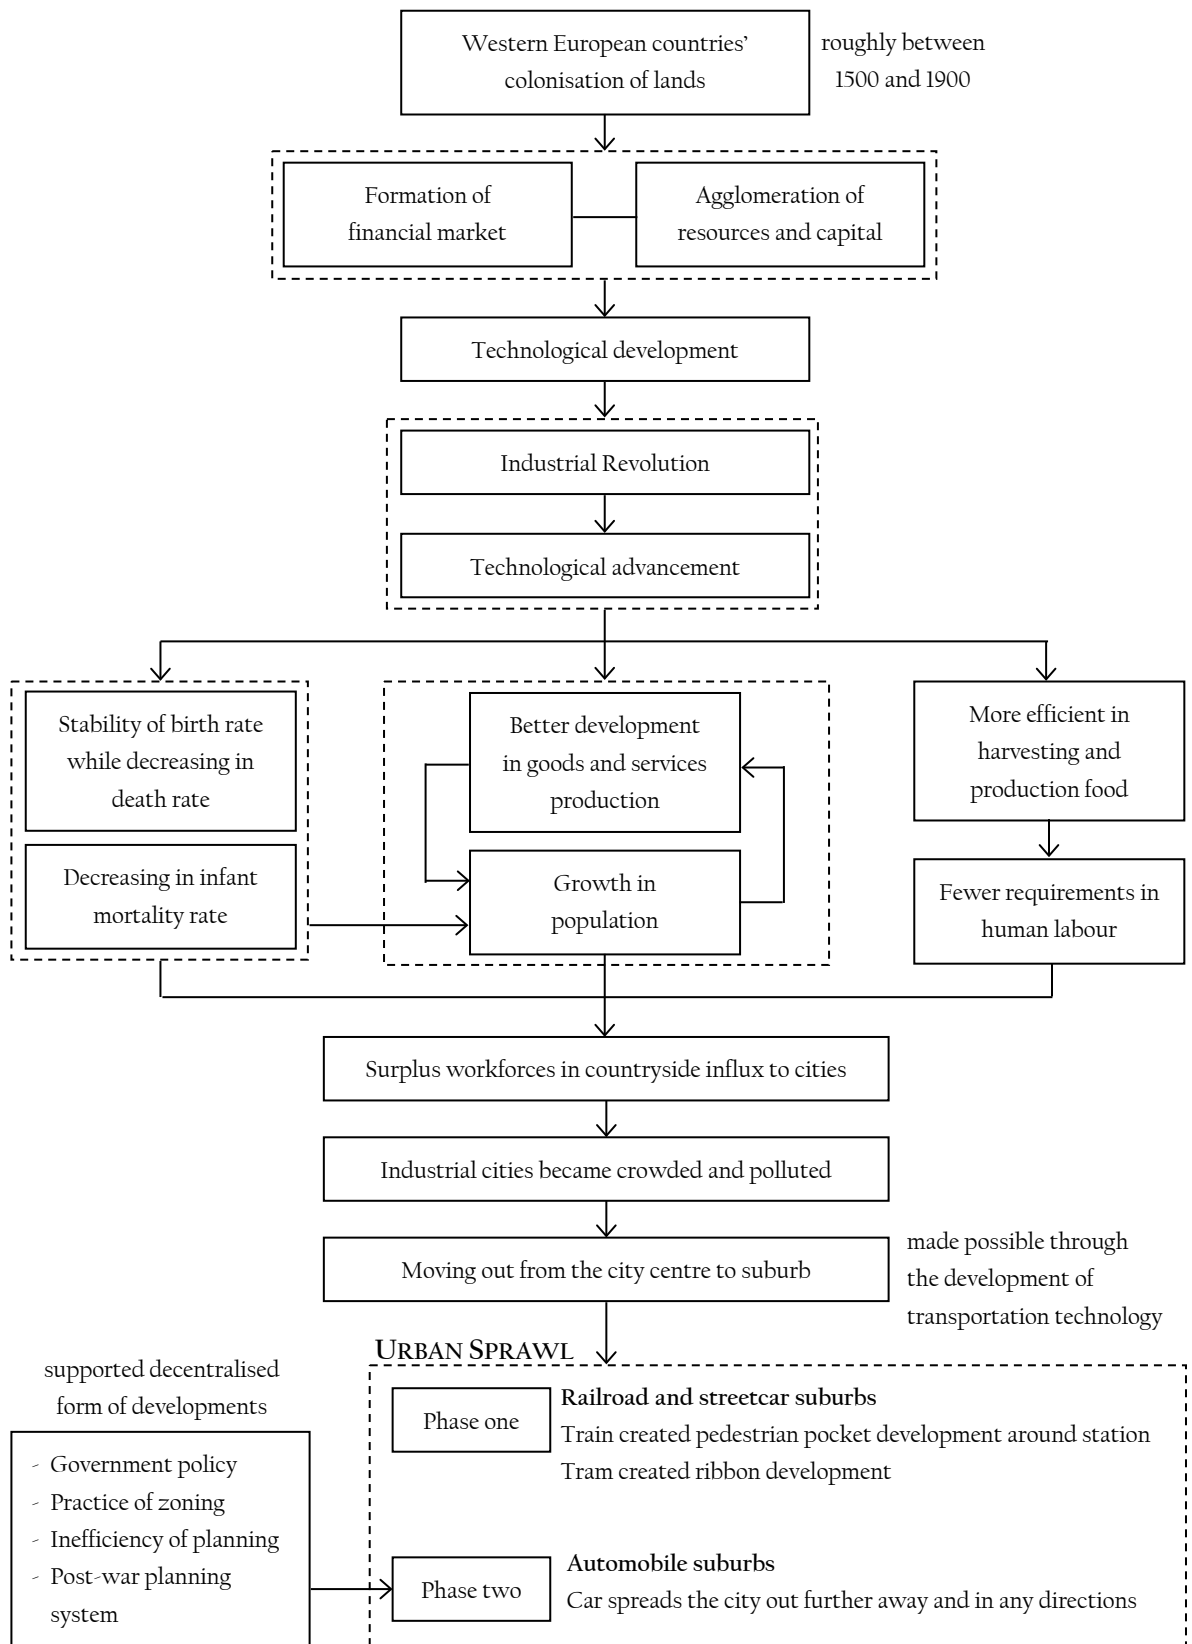 Western European countries'
colonisation of lands
roughly between
1500 and 1900
Formation of
financial market
Agglomeration of
resources and capital
Technological development
Industrial Revolution
Technological advancement
Stability of birth rate
while decreasing in
death rate
Decreasing in infant
mortality rate
Better development
in goods and services
production
Growth in
population
More efficient in
harvesting and
production food
Fewer requirements in
human labour
Surplus workforces in countryside influx to cities
Industrial cities became crowded and polluted
Moving out from the city centre to suburb
made possible through
the development of
transportation technology
URBAN SPRAWL
supported decentralised
form of developments
- Government policy
- Practice of zoning
- Inefficiency of planning
- Post-war planning
system
Phase one
Railroad and streetcar suburbs
Train created pedestrian pocket development around station
Tram created ribbon development
Phase two
Automobile suburbs
Car spreads the city out further away and in any directions